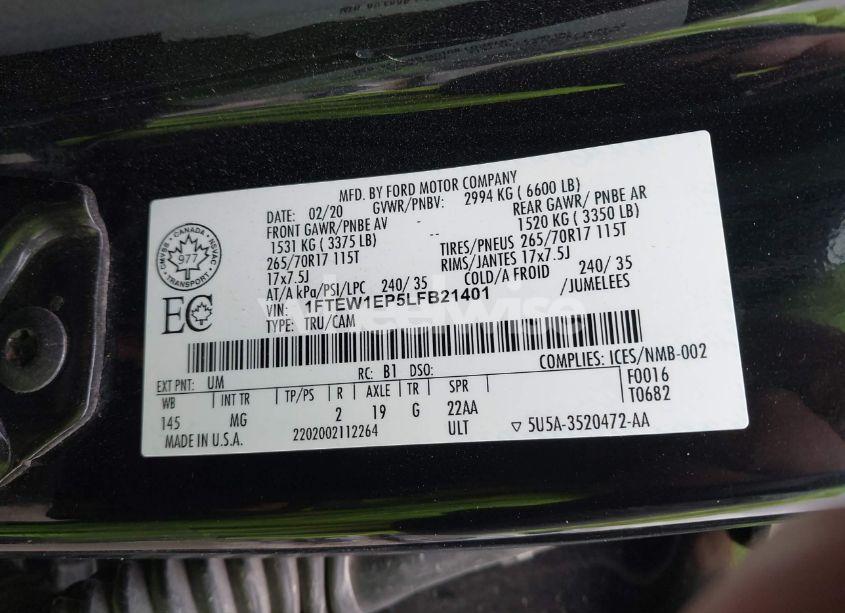 MFD. BY FORD MOTOR COMPANY
DATE: 02/20 GVWR/PNBV: 2994 KG ( 6600 LB)
FRONT GAWR/PNBE AV -- REAR GAWR/ PNBE AR
1531 KG ( 3375 LB) -- 1520 KG ( 3350 LB)
265/70R17 115T TIRES/PNEUS 265/70R17 115T
17x7.5J RIMS/JANTES 17x7.5J
AT/A kPa/PSI/LPC 240/ 35 COLD/A FROID 240/ 35
VIN: 1FTEW1EP5LFB21401 /JUMELEES
TYPE: TRU/CAM
CMVSS · CANADA · NSVAC
977
TRANSPORT
EC
COMPLIES: ICES/NMB-002
EXT PNT: UM RC: B1 DSO: F0016
WB INT TR TP/PS R AXLE TR SPR T0682
145 MG 2 19 G 22AA
MADE IN U.S.A. 2202002112264 ULT ▽ 5U5A-3520472-AA
wheelwise